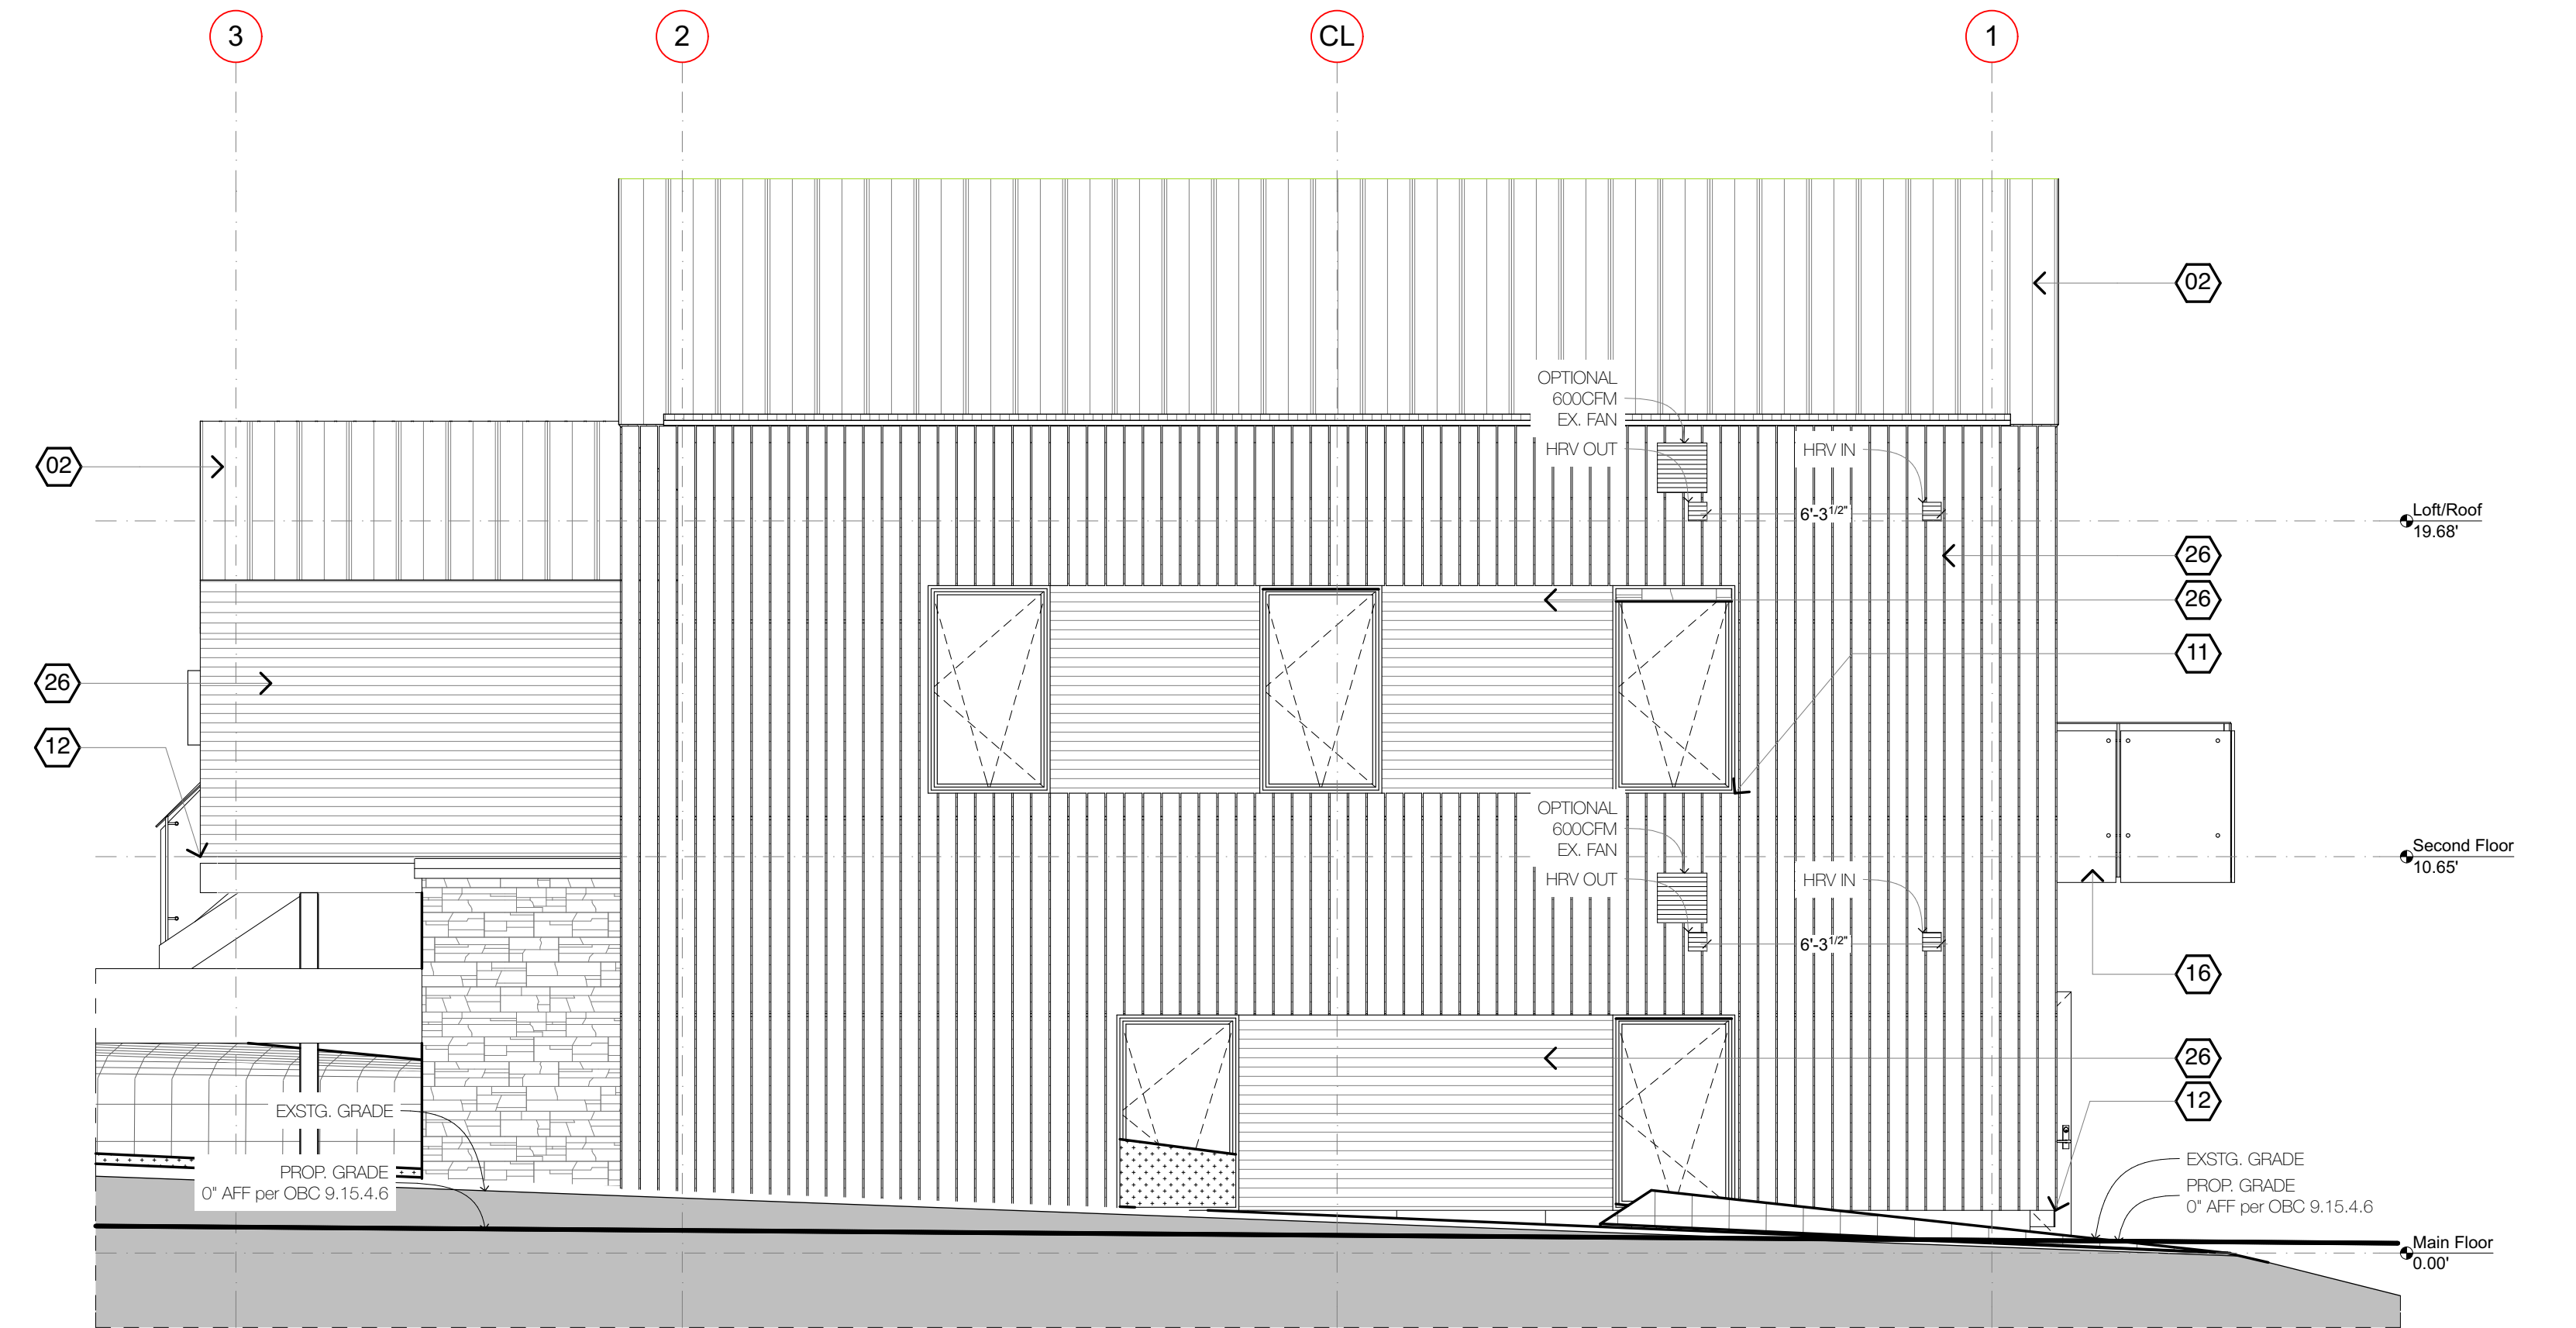 3
2
CL
1
02
OPTIONAL
600CFM
EX. FAN
HRV OUT
HRV IN
02
6'-3 1/2"
Loft/Roof
19.68'
26
26
11
26
12
OPTIONAL
600CFM
EX. FAN
HRV OUT
HRV IN
Second Floor
10.65'
6'-3 1/2"
16
26
12
EXSTG. GRADE
PROP. GRADE
0" AFF per OBC 9.15.4.6
EXSTG. GRADE
PROP. GRADE
0" AFF per OBC 9.15.4.6
Main Floor
0.00'